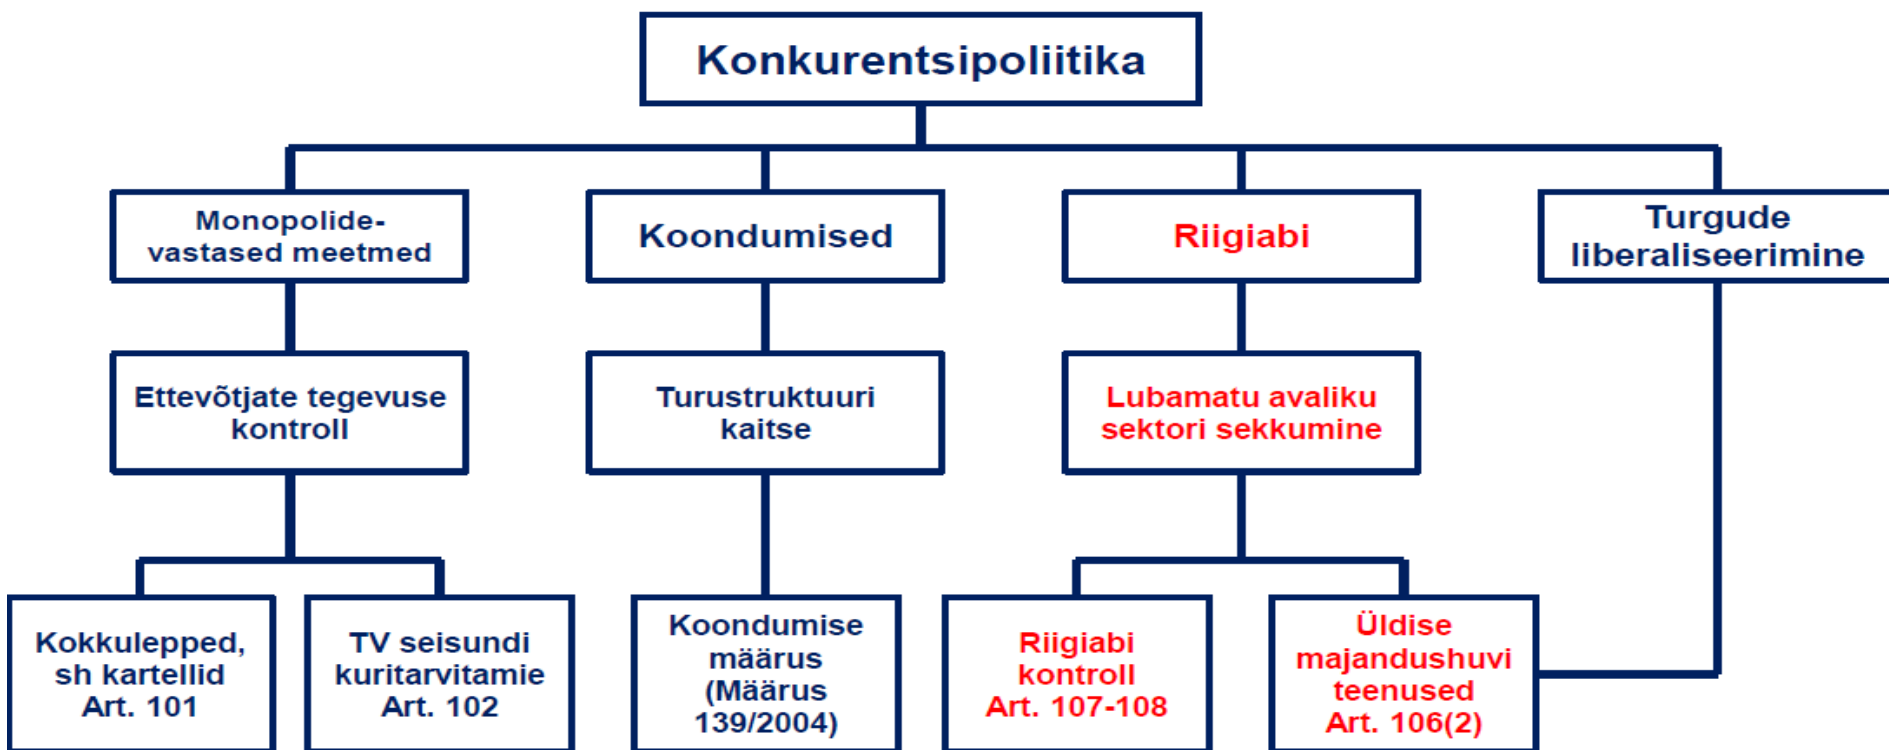 Konkurentsipoliitika
Monopolide-
vastased meetmed
Koondumised
Riigiabi
Turgude
liberaliseerimine
Ettevõtjate tegevuse
kontroll
Turustruktuuri
kaitse
Lubamatu avaliku
sektori sekkumine
Kokkulepped,
sh kartellid
Art. 101
TV seisundi
kuritarvitamie
Art. 102
Koondumise
määrus
(Määrus
139/2004)
Riigiabi
kontroll
Art. 107-108
Üldise
majandushuvi
teenused
Art. 106(2)